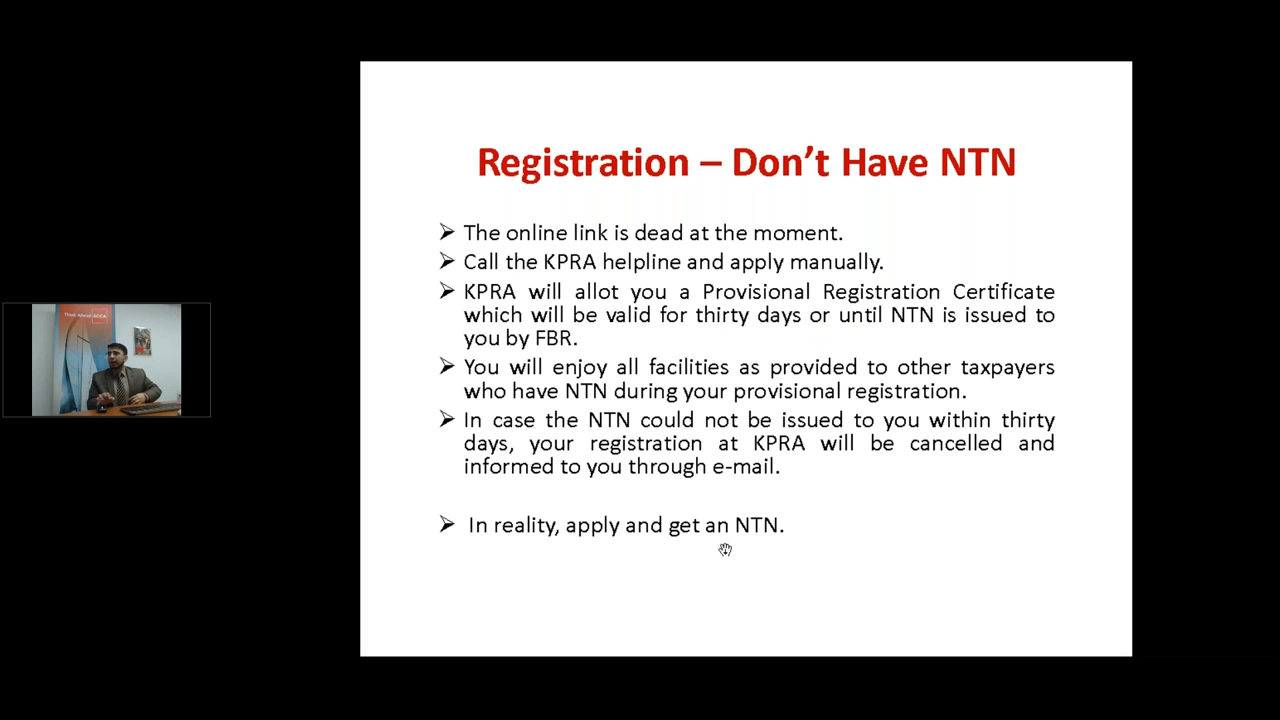 Registration – Don't Have NTN
➢ The online link is dead at the moment.
➢ Call the KPRA helpline and apply manually.
➢ KPRA will allot you a Provisional Registration Certificate
which will be valid for thirty days or until NTN is issued to
you by FBR.
➢ You will enjoy all facilities as provided to other taxpayers
who have NTN during your provisional registration.
➢ In case the NTN could not be issued to you within thirty
days, your registration at KPRA will be cancelled and
informed to you through e-mail.
➢ In reality, apply and get an NTN.
Think Ahead ACCA